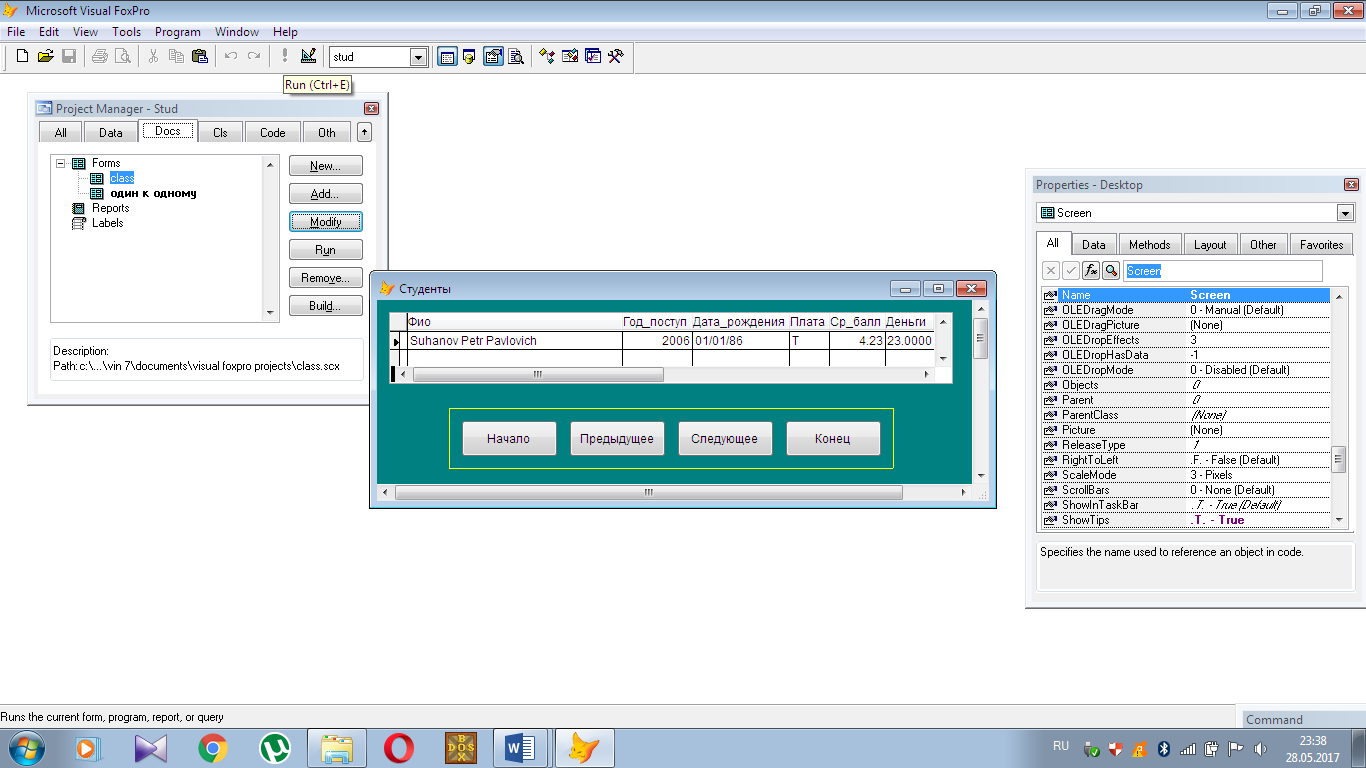 Microsoft Visual FoxPro
File Edit View Tools Program Window Help
stud
Run (Ctrl+E)
Project Manager - Stud
All Data Docs Cls Code Oth
Forms
class
один к одному
Reports
Labels
New...
Add...
Modify
Run
Remove...
Build...
Description:
Path: c:\...\vin 7\documents\visual foxpro projects\class.scx
Студенты
Фио Год_поступ Дата_рождения Плата Ср_балл Деньги
Suhanov Petr Pavlovich 2006 01/01/86 T 4.23 23.0000
Начало Предыдущее Следующее Конец
Properties - Desktop
Screen
All Data Methods Layout Other Favorites
Screen
Name Screen
OLEDragMode 0 - Manual (Default)
OLEDragPicture (None)
OLEDropEffects 3
OLEDropHasData -1
OLEDropMode 0 - Disabled (Default)
Objects 0
Parent 0
ParentClass (None)
Picture (None)
ReleaseType 1
RightToLeft .F. - False (Default)
ScaleMode 3 - Pixels
ScrollBars 0 - None (Default)
ShowInTaskBar .T. - True (Default)
ShowTips .T. - True
Specifies the name used to reference an object in code.
Runs the current form, program, report, or query
Command
DOS BOX
RU
23:38
28.05.2017